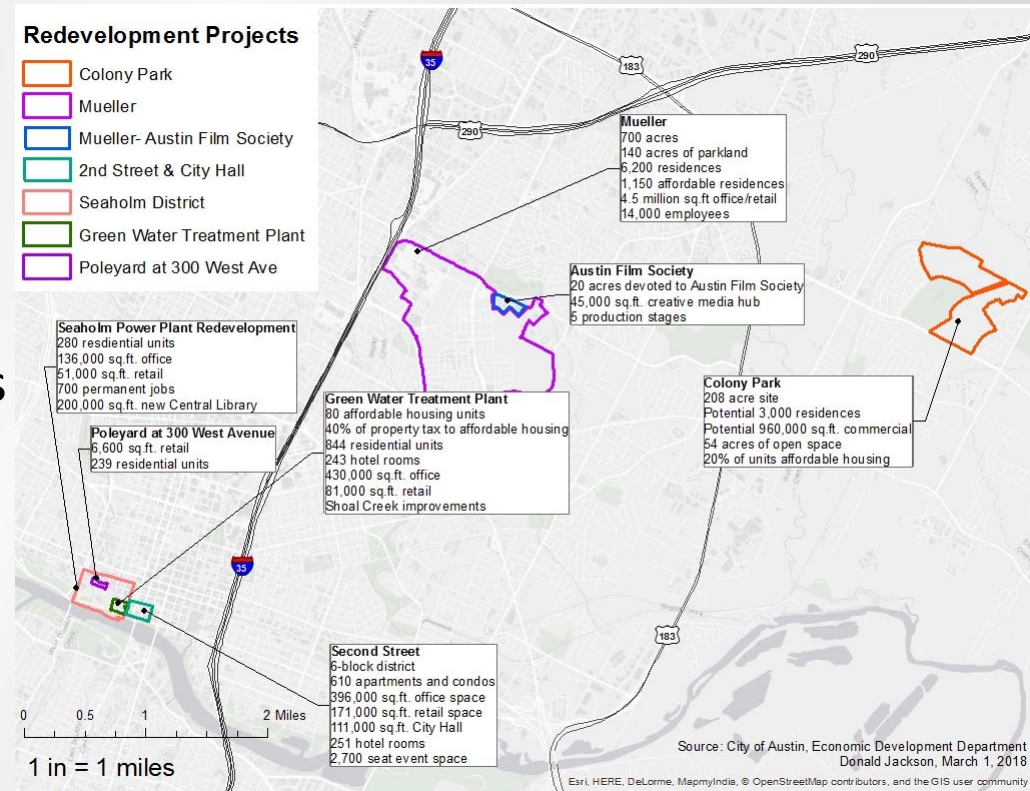 Redevelopment Projects
Colony Park
Mueller
Mueller- Austin Film Society
2nd Street & City Hall
Seaholm District
Green Water Treatment Plant
Poleyard at 300 West Ave
35
183
290
290
Mueller
700 acres
140 acres of parkland
6,200 residences
1,150 affordable residences
4.5 million sq.ft office/retail
14,000 employees
Austin Film Society
20 acres devoted to Austin Film Society
45,000 sq.ft. creative media hub
5 production stages
Seaholm Power Plant Redevelopment
280 resdiential units
136,000 sq.ft. office
51,000 sq.ft. retail
700 permanent jobs
200,000 sq.ft. new Central Library
s
Poleyard at 300 West Avenue
6,600 sq.ft. retail
239 residential units
Green Water Treatment Plant
80 affordable housing units
40% of property tax to affordable housing
844 residential units
243 hotel rooms
430,000 sq.ft. office
81,000 sq.ft. retail
Shoal Creek improvements
Colony Park
208 acre site
Potential 3,000 residences
Potential 960,000 sq.ft. commercial
54 acres of open space
20% of units affordable housing
35
183
Second Street
6-block district
610 apartments and condos
396,000 sq.ft. office space
171,000 sq.ft. retail space
111,000 sq.ft. City Hall
251 hotel rooms
2,700 seat event space
0 0.5 1 2 Miles
1 in = 1 miles
Source: City of Austin, Economic Development Department
Donald Jackson, March 1, 2018
Esri, HERE, DeLorme, MapmyIndia, © OpenStreetMap contributors, and the GIS user community